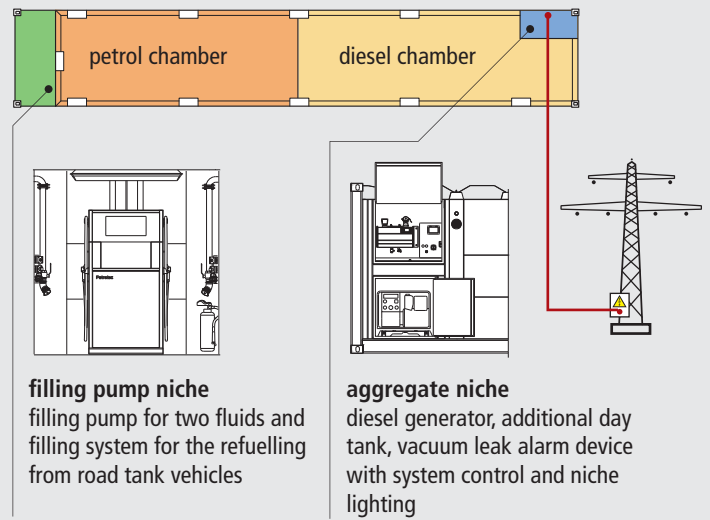 petrol chamber
diesel chamber
Petrotec
filling pump niche
filling pump for two fluids and
filling system for the refuelling
from road tank vehicles
aggregate niche
diesel generator, additional day
tank, vacuum leak alarm device
with system control and niche
lighting